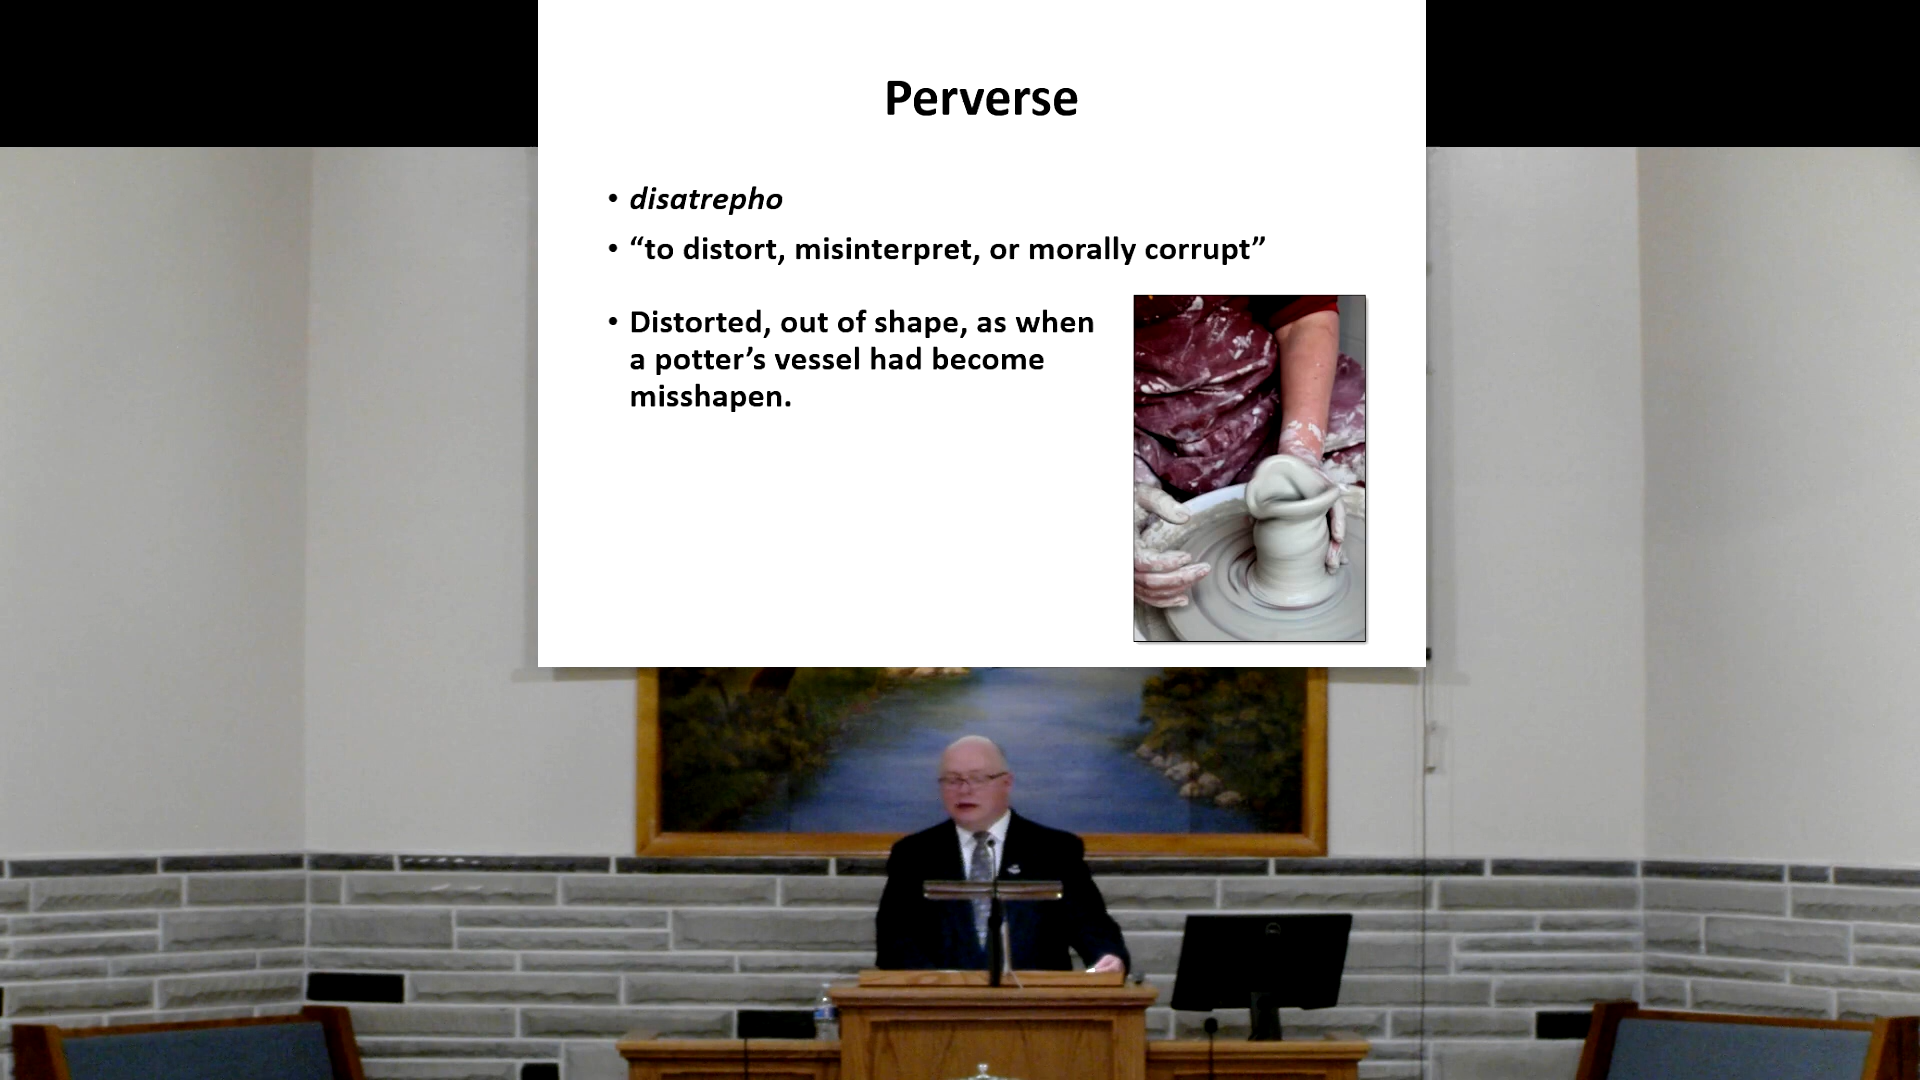 Perverse
• disatrepho
• “to distort, misinterpret, or morally corrupt”
• Distorted, out of shape, as when
a potter’s vessel had become
misshapen.